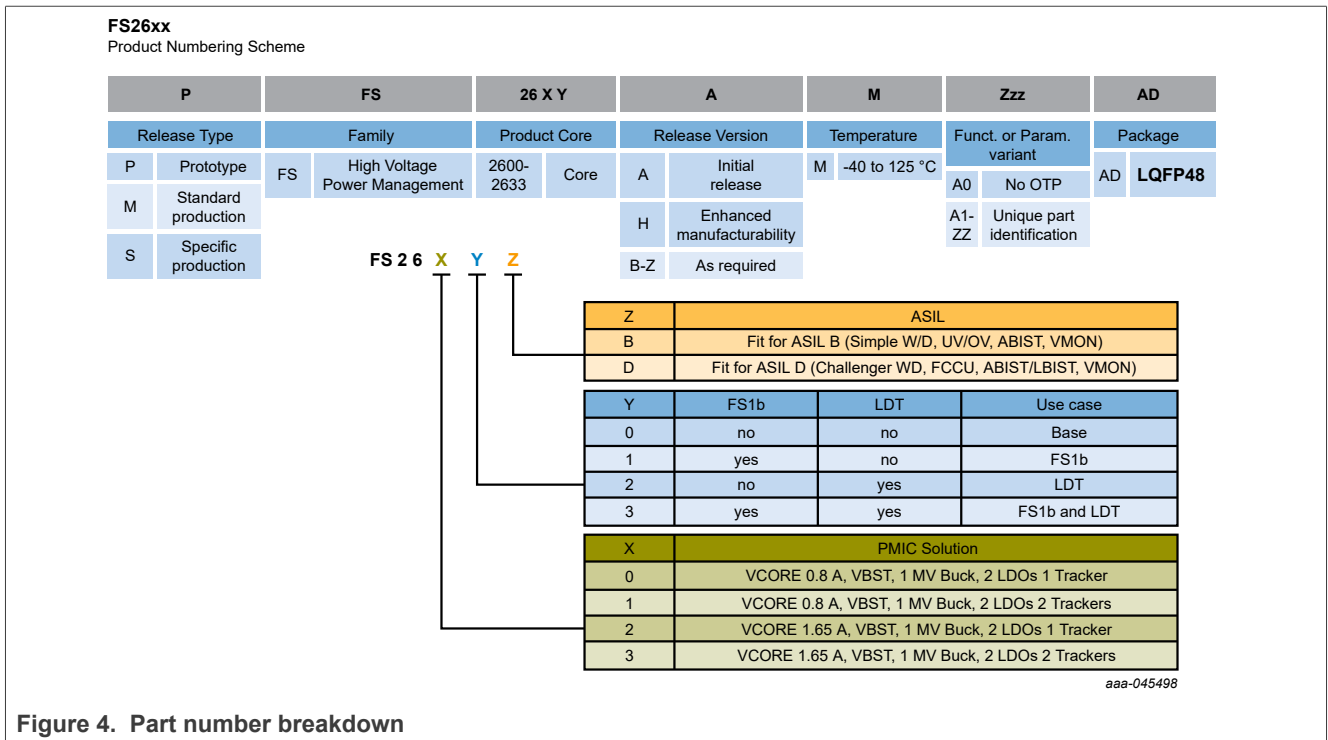 FS26xx
Product Numbering Scheme
P FS 26 X Y A M Zzz AD
Release Type Family Product Core Release Version Temperature Funct. or Param. variant Package
P Prototype
M Standard production
S Specific production
FS High Voltage Power Management
2600-2633 Core
A Initial release
H Enhanced manufacturability
B-Z As required
M -40 to 125 °C
A0 No OTP
A1-ZZ Unique part identification
AD LQFP48
FS 2 6 X Y Z
Z ASIL
B Fit for ASIL B (Simple W/D, UV/OV, ABIST, VMON)
D Fit for ASIL D (Challenger WD, FCCU, ABIST/LBIST, VMON)
Y FS1b LDT Use case
0 no no Base
1 yes no FS1b
2 no yes LDT
3 yes yes FS1b and LDT
X PMIC Solution
0 VCORE 0.8 A, VBST, 1 MV Buck, 2 LDOs 1 Tracker
1 VCORE 0.8 A, VBST, 1 MV Buck, 2 LDOs 2 Trackers
2 VCORE 1.65 A, VBST, 1 MV Buck, 2 LDOs 1 Tracker
3 VCORE 1.65 A, VBST, 1 MV Buck, 2 LDOs 2 Trackers
aaa-045498
Figure 4. Part number breakdown